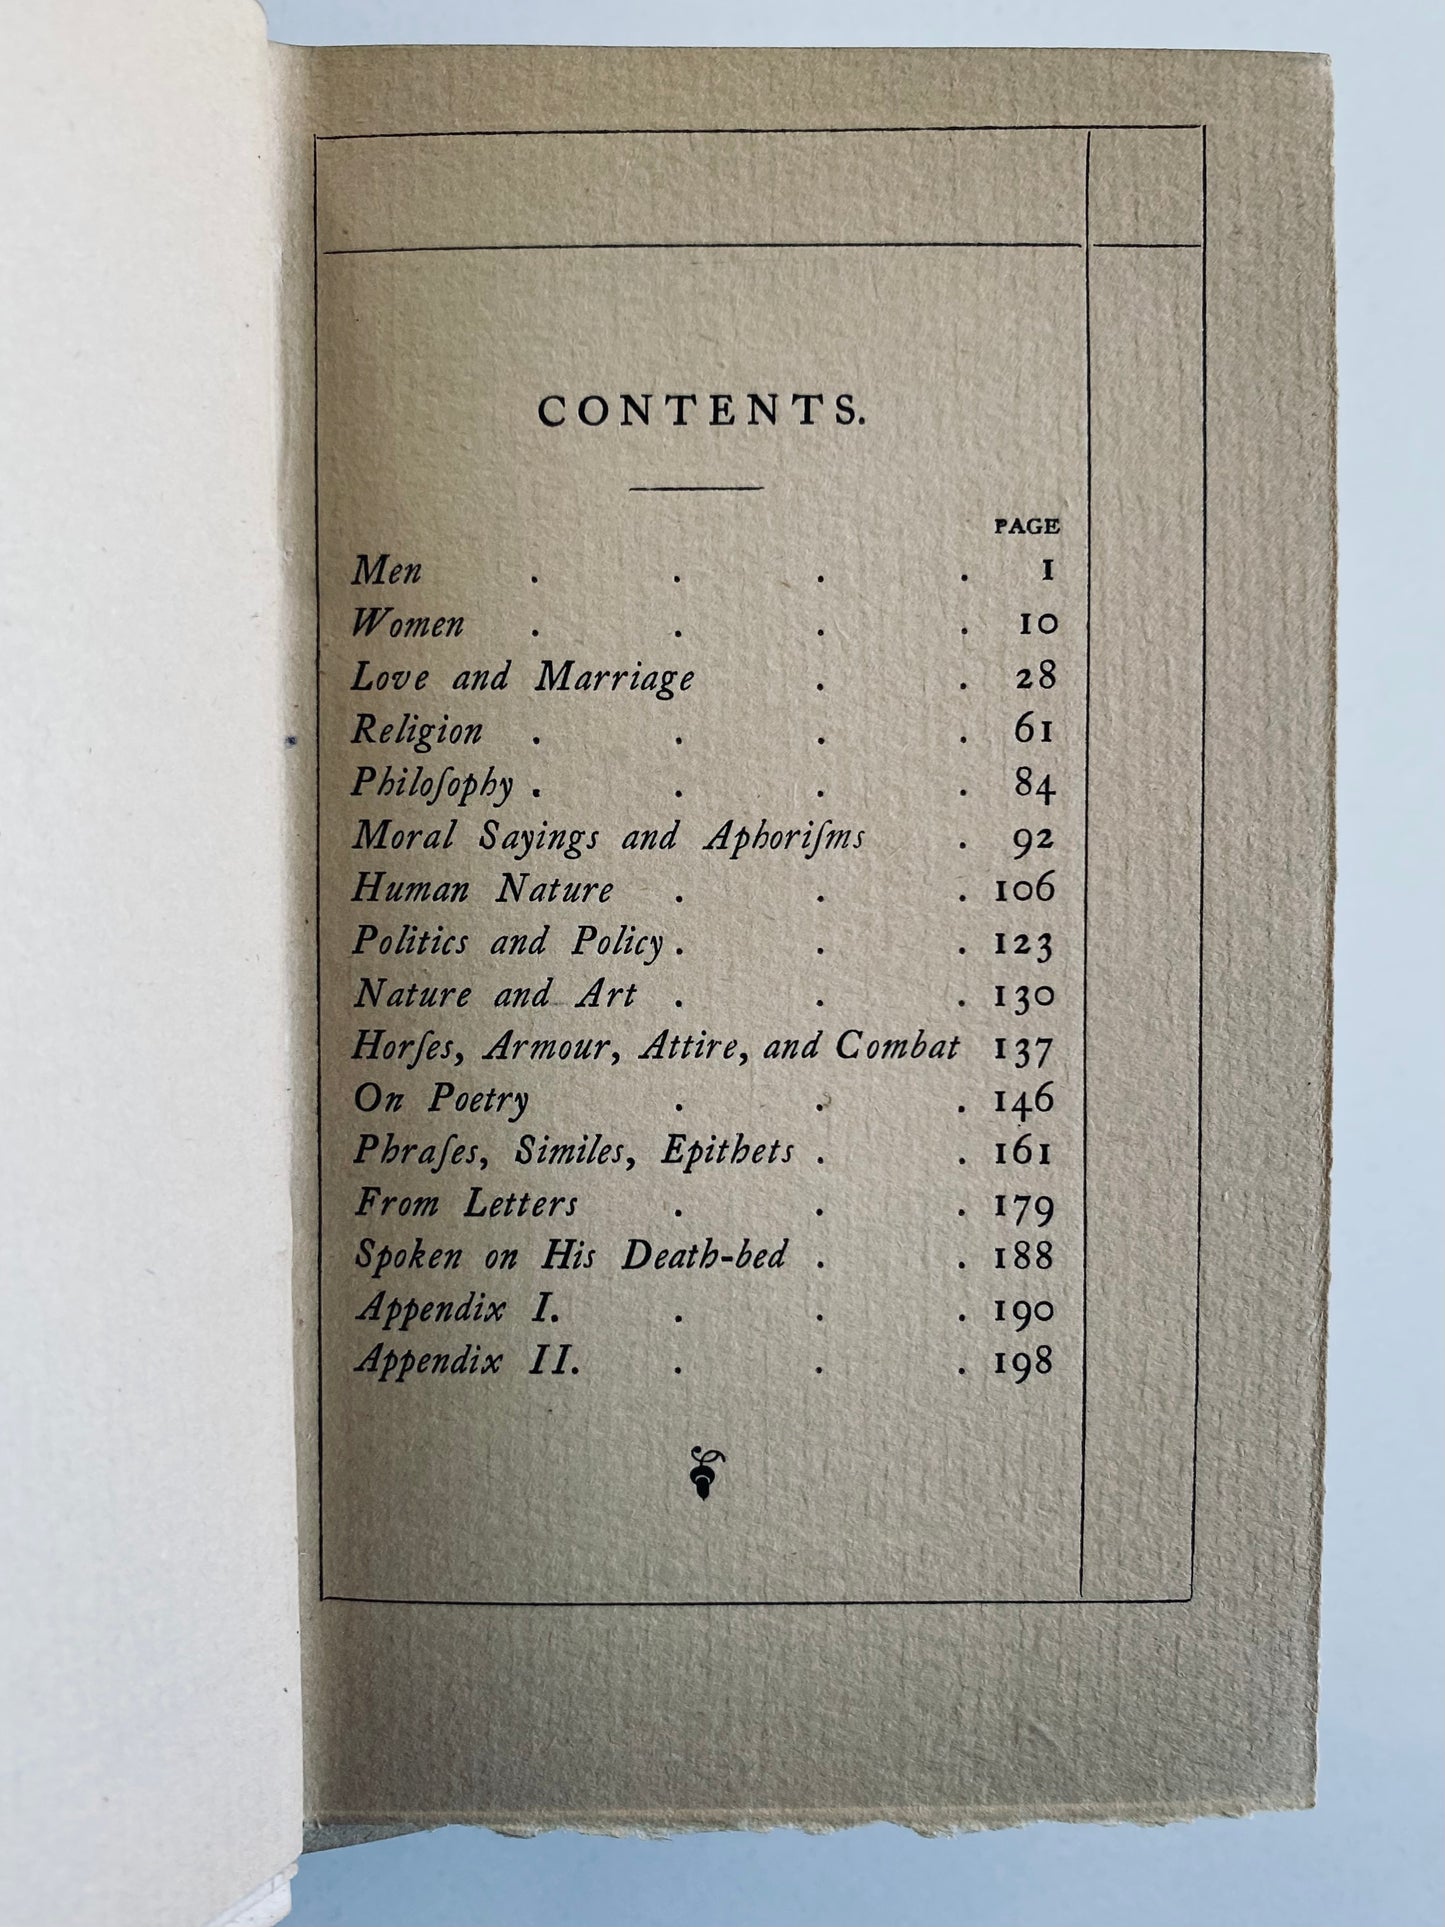 CONTENTS.
PAGE
Men . . . . 1
Women . . . . 10
Love and Marriage . . 28
Religion . . . . 61
Philoſophy . . . . 84
Moral Sayings and Aphoriſms . 92
Human Nature . . . 106
Politics and Policy . . . 123
Nature and Art . . . 130
Horſes, Armour, Attire, and Combat 137
On Poetry . . . 146
Phraſes, Similes, Epithets . . 161
From Letters . . . 179
Spoken on His Death-bed . . 188
Appendix I. . . . 190
Appendix II. . . . 198